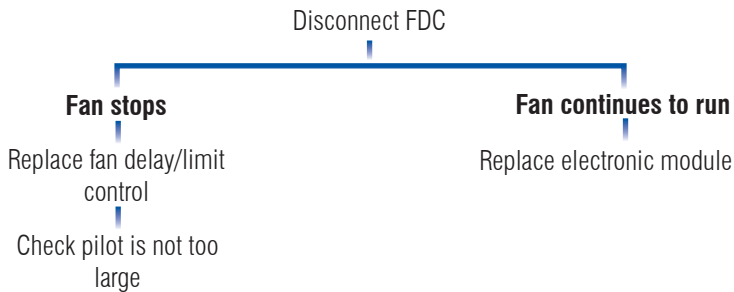 Disconnect FDC
Fan stops
Fan continues to run
Replace fan delay/limit
control
Replace electronic module
Check pilot is not too
large